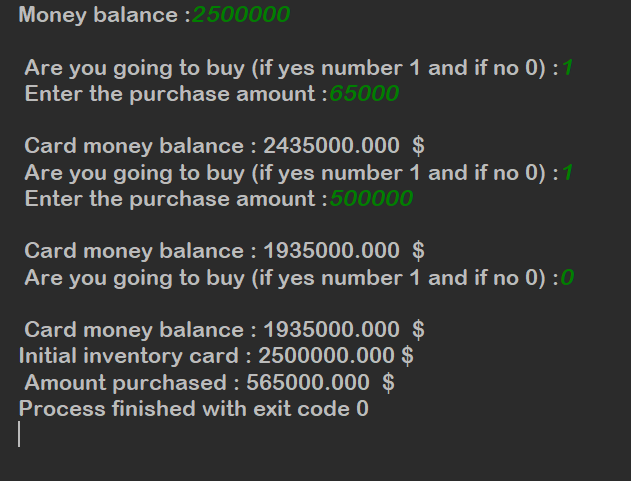 Money balance :2500000
Are you going to buy (if yes number 1 and if no 0) :1
Enter the purchase amount :65000
Card money balance : 2435000.000  $
Are you going to buy (if yes number 1 and if no 0) :1
Enter the purchase amount :500000
Card money balance : 1935000.000  $
Are you going to buy (if yes number 1 and if no 0) :0
Card money balance : 1935000.000  $
Initial inventory card : 2500000.000 $
Amount purchased : 565000.000  $
Process finished with exit code 0